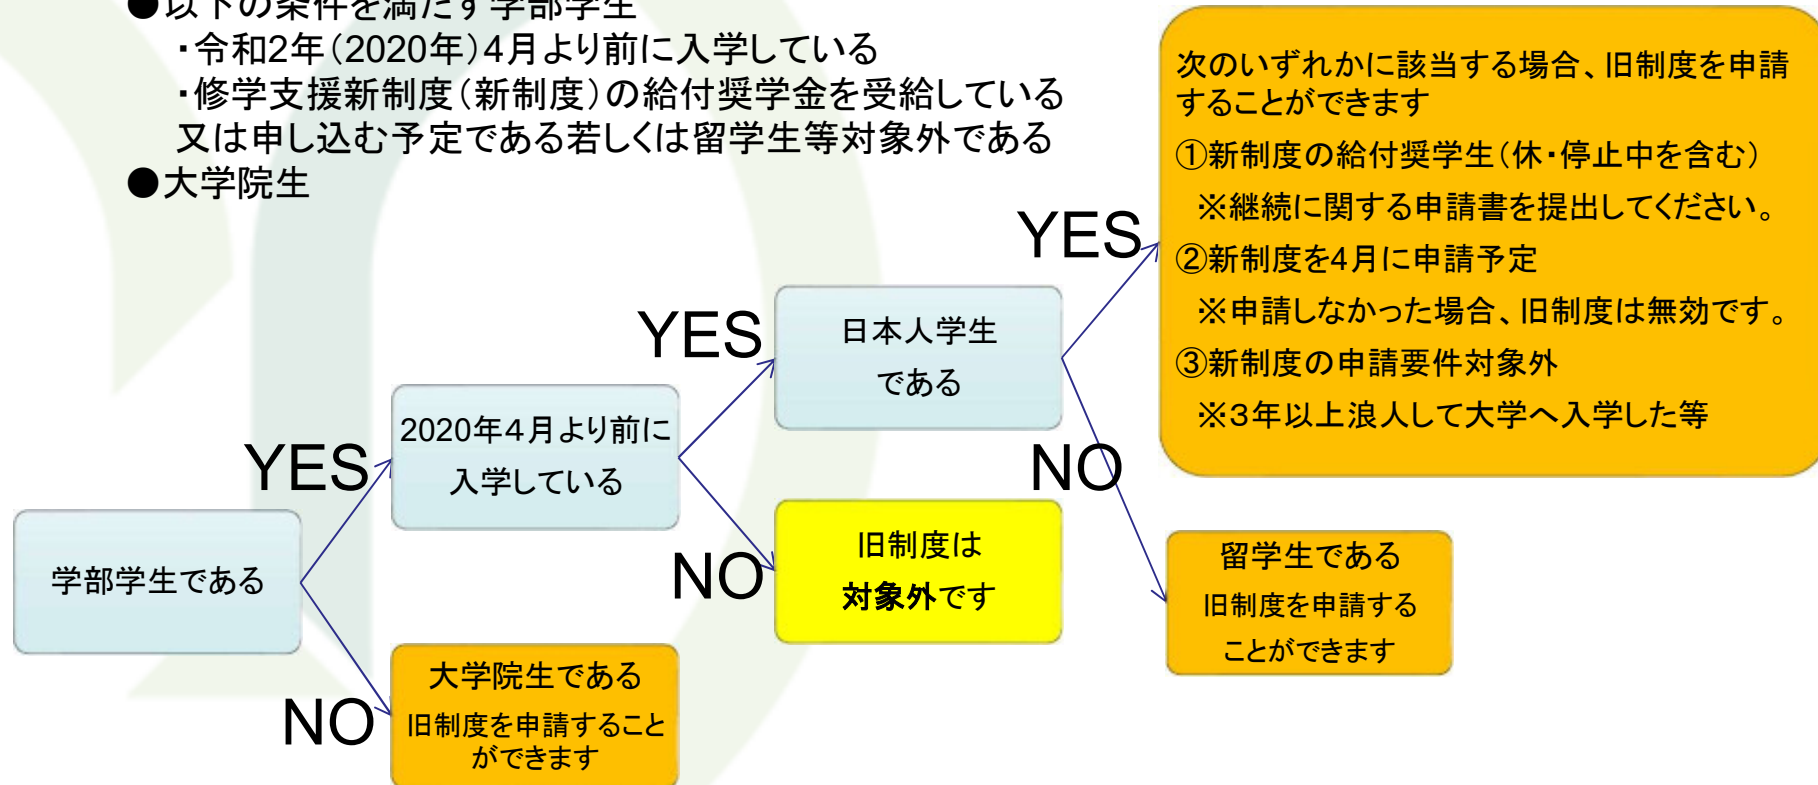 ●以下の条件を満たす学部学生
・令和2年(2020年)4月より前に入学している
・修学支援新制度(新制度)の給付奨学金を受給している
又は申し込む予定である若しくは留学生等対象外である
●大学院生
学部学生である
YES
NO
2020年4月より前に
入学している
大学院生である
旧制度を申請すること
ができます
YES
NO
日本人学生
である
旧制度は
対象外です
YES
NO
次のいずれかに該当する場合、旧制度を申請
することができます
①新制度の給付奨学生(休・停止中を含む)
※継続に関する申請書を提出してください。
②新制度を4月に申請予定
※申請しなかった場合、旧制度は無効です。
③新制度の申請要件対象外
※3年以上浪人して大学へ入学した等
留学生である
旧制度を申請する
ことができます